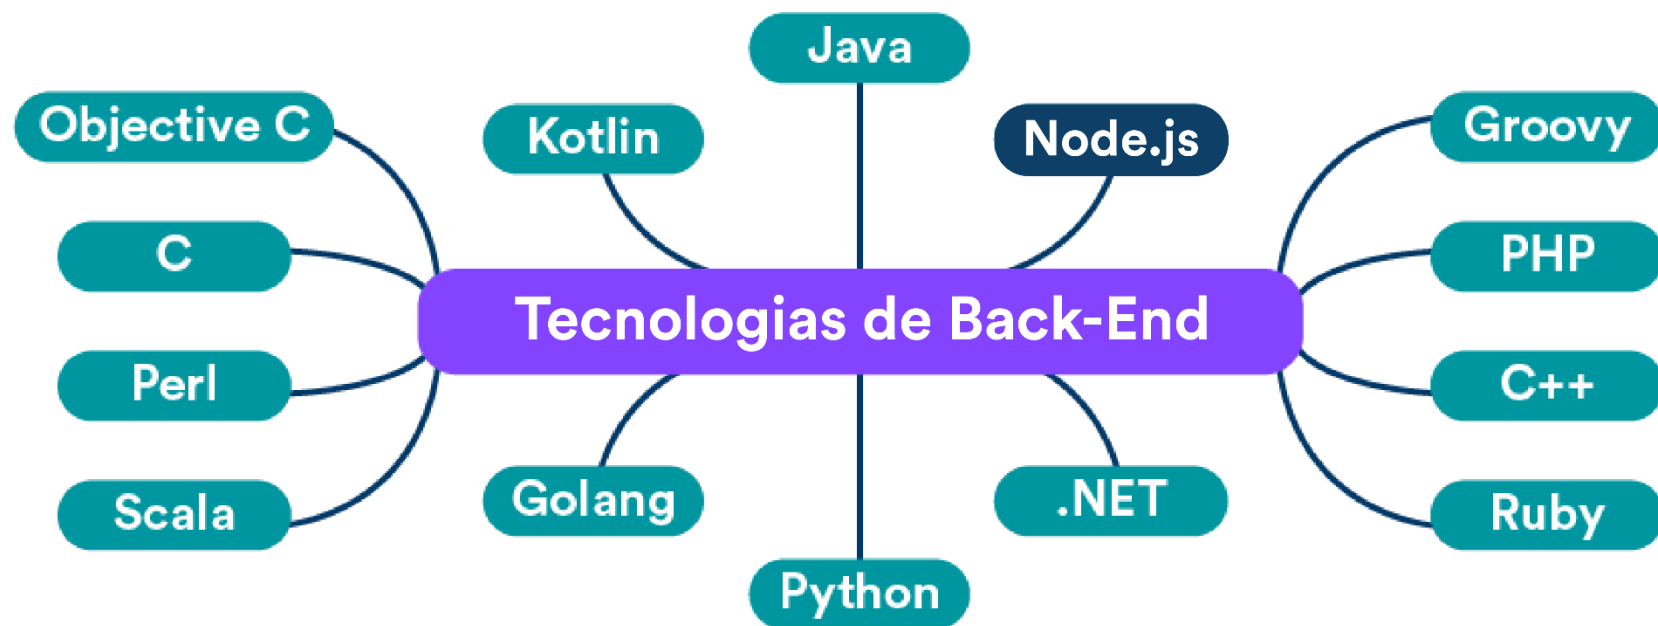 Java
Objective C
Kotlin
Node.js
Groovy
C
PHP
Tecnologias de Back-End
Perl
C++
Scala
Golang
.NET
Ruby
Python